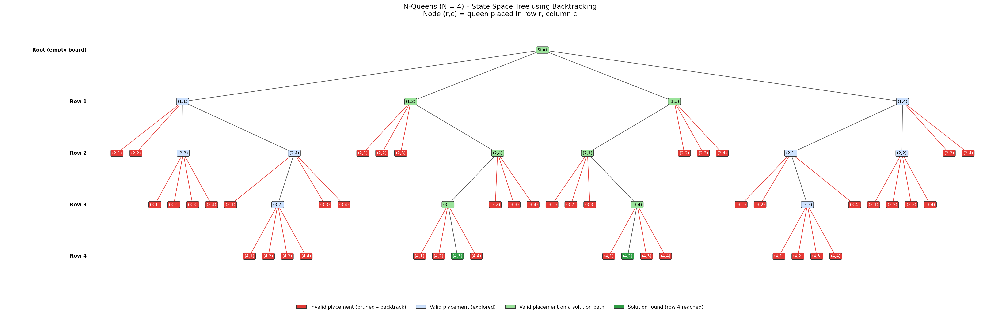 N-Queens (N = 4) – State Space Tree using Backtracking
Node (r,c) = queen placed in row r, column c
Root (empty board) Start
Row 1 (1,1) (1,2) (1,3) (1,4)
Row 2 (2,1) (2,2) (2,3) (2,4) (2,1) (2,2) (2,3) (2,4) (2,1) (2,2) (2,3) (2,4) (2,1) (2,2) (2,3) (2,4)
Row 3 (3,1) (3,2) (3,3) (3,4) (3,1) (3,2) (3,3) (3,4) (3,1) (3,2) (3,3) (3,4) (3,1) (3,2) (3,3) (3,4) (3,1) (3,2) (3,3) (3,4) (3,1) (3,2) (3,3) (3,4)
Row 4 (4,1) (4,2) (4,3) (4,4) (4,1) (4,2) (4,3) (4,4) (4,1) (4,2) (4,3) (4,4) (4,1) (4,2) (4,3) (4,4)
Invalid placement (pruned – backtrack) Valid placement (explored) Valid placement on a solution path Solution found (row 4 reached)